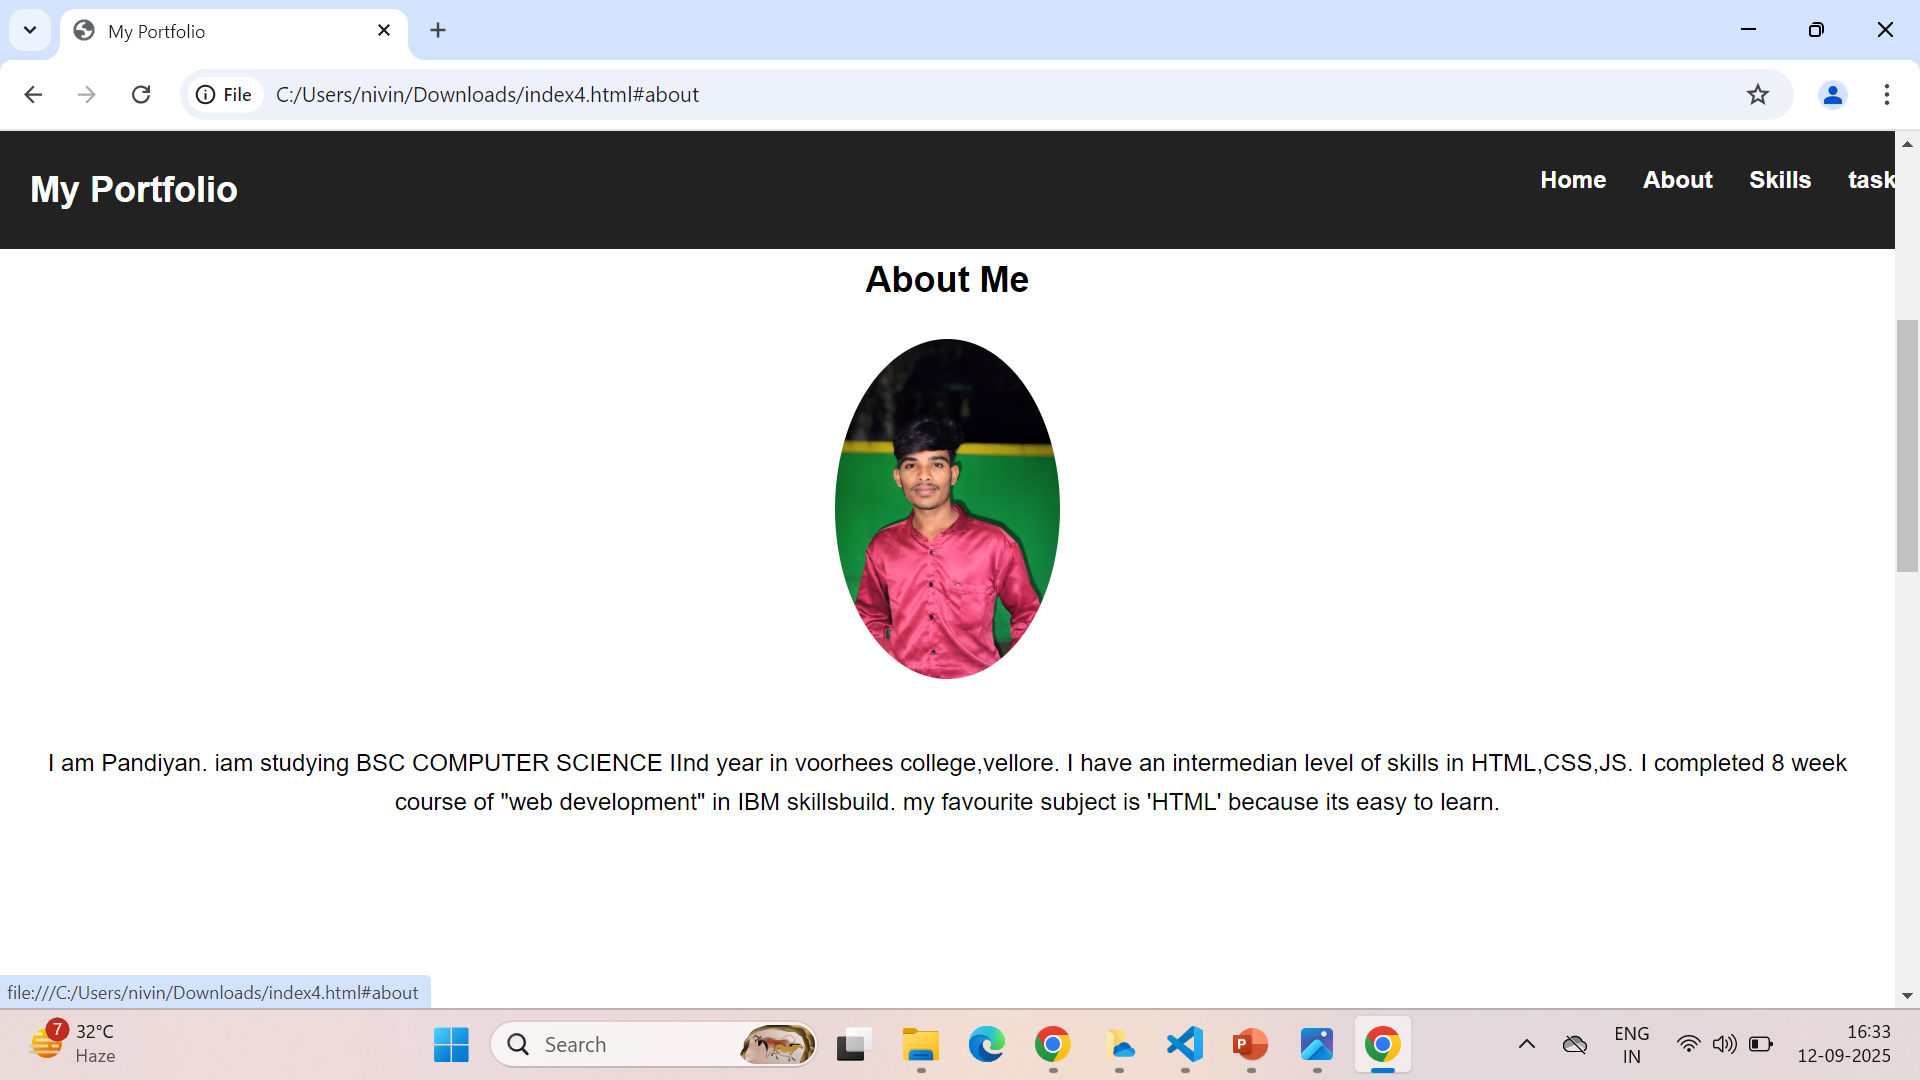 My Portfolio
File
C:/Users/nivin/Downloads/index4.html#about
My Portfolio
Home About Skills task
About Me
I am Pandiyan. iam studying BSC COMPUTER SCIENCE IInd year in voorhees college,vellore. I have an intermedian level of skills in HTML,CSS,JS. I completed 8 week
course of "web development" in IBM skillsbuild. my favourite subject is 'HTML' because its easy to learn.
file:///C:/Users/nivin/Downloads/index4.html#about
7
32°C
Haze
Search
P
ENG
IN
16:33
12-09-2025